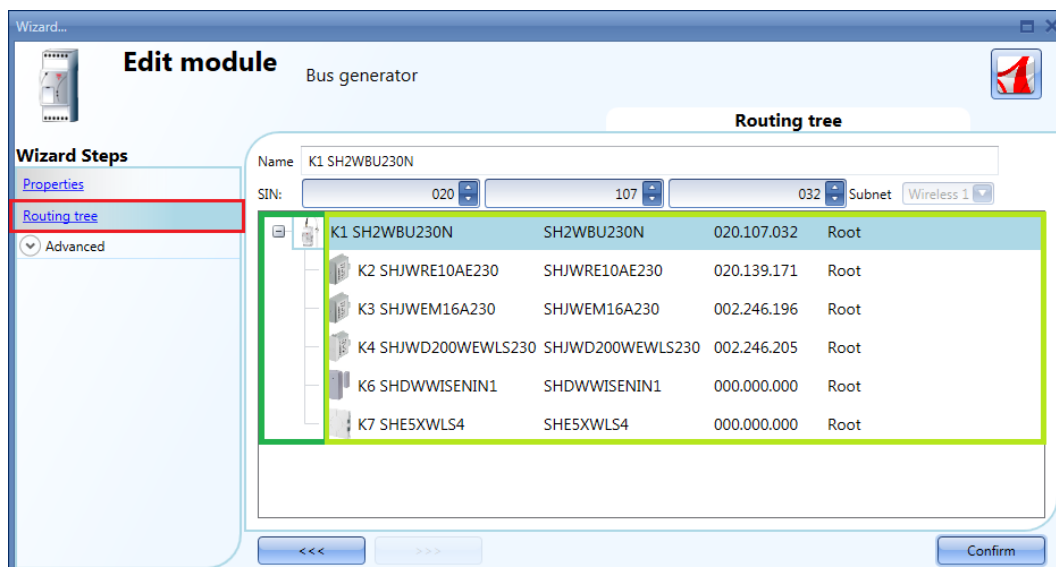 Wizard...
Edit module
Bus generator
Routing tree
Wizard Steps
Properties
Routing tree
Advanced
Name K1 SH2WBU230N
SIN: 020 107 032 Subnet Wireless 1
K1 SH2WBU230N SH2WBU230N 020.107.032 Root
K2 SHJWRE10AE230 SHJWRE10AE230 020.139.171 Root
K3 SHJWEM16A230 SHJWEM16A230 002.246.196 Root
K4 SHJWD200WEWLS230 SHJWD200WEWLS230 002.246.205 Root
K6 SHDWWISENIN1 SHDWWISENIN1 000.000.000 Root
K7 SHE5XWLS4 SHE5XWLS4 000.000.000 Root
<<< >>> Confirm